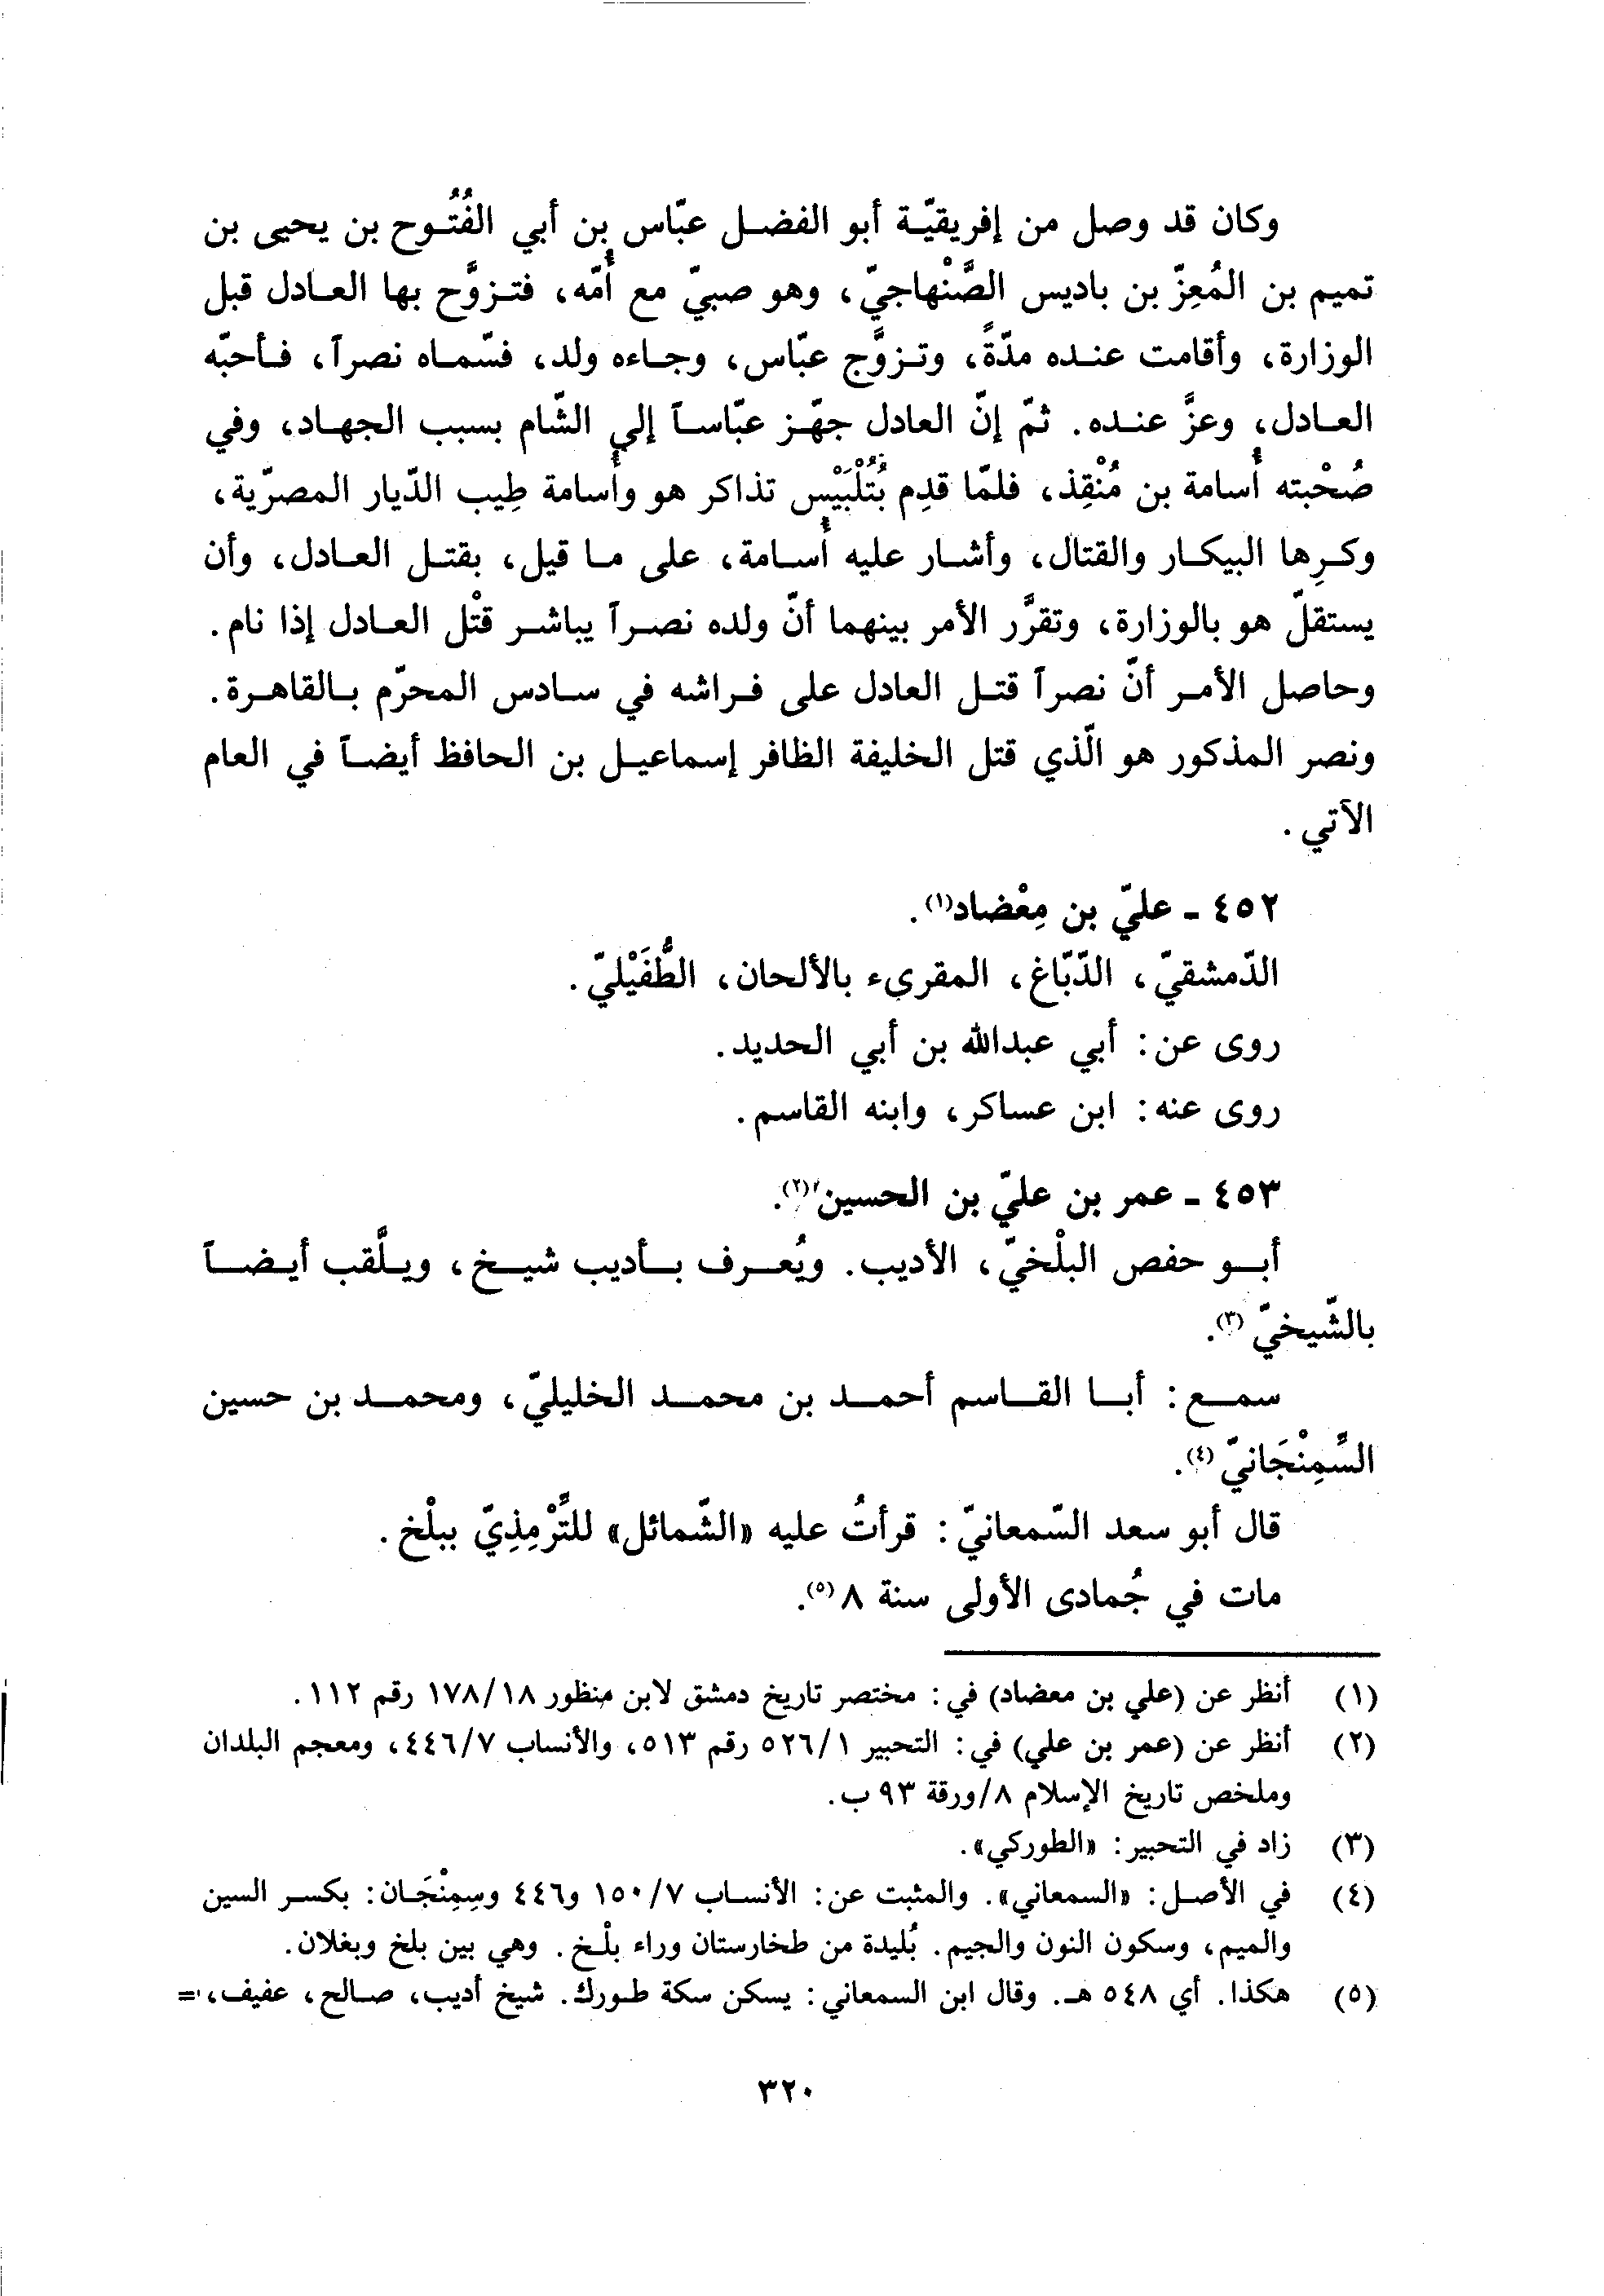 وكان قد وصل من إفريقيّة أبو الفضل عبّاس بن أبي الفُتُوح بن يحيى بن
تميم بن المُعِزّ بن باديس الصَّنْهاجيّ، وهو صبيّ مع أُمّه، فتزوَّح بها العادل قبل
الوزارة، وأقامت عنده مدّةً، وتزوَّج عبّاس، وجاءه ولد، فسّماه نصراً، فأحبّه
العادل، وعزَّ عنده. ثمّ إنّ العادل جهّز عبّاساً إلى الشّام بسبب الجهاد، وفي
صُحْبته أُسامة بن مُنْقِذ، فلمّا قدِم بُتُلْبَيْس تذاكر هو وأُسامة طِيب الدّيار المصرّية،
وكرِها البيكار والقتال، وأشار عليه أُسامة، على ما قيل، بقتل العادل، وأن
يستقلّ هو بالوزارة، وتقرَّر الأمر بينهما أنّ ولده نصراً يباشر قتْل العادل إذا نام.
وحاصل الأمر أنّ نصراً قتل العادل على فراشه في سادس المحرّم بالقاهرة.
ونصر المذكور هو الّذي قتل الخليفة الظافر إسماعيل بن الحافظ أيضاً في العام
الآتي.
٤٥٢ - عليّ بن مِعْضاد(١).
الدّمشقيّ، الدّبّاغ، المقرىء بالألحان، الطُّفَيْليّ.
روى عن: أبي عبدالله بن أبي الحديد.
روى عنه: ابن عساكر، وابنه القاسم.
٤٥٣ - عمر بن عليّ بن الحسين(٢).
أبو حفص البلْخيّ، الأديب. ويُعرف بأديب شيخ، ويلَّقب أيضاً
بالشّيخيّ(٣).
سمع: أبا القاسم أحمد بن محمد الخليليّ، ومحمد بن حسين
السِّمِنْجَانيّ(٤).
قال أبو سعد السّمعانيّ: قرأتُ عليه «الشّمائل» للتِّرْمِذِيّ ببلْخ.
مات في جُمادى الأولى سنة ٨(٥).
(١) أنظر عن (علي بن معضاد) في: مختصر تاريخ دمشق لابن منظور ١٧٨/١٨ رقم ١١٢.
(٢) أنظر عن (عمر بن علي) في: التحبير ٥٢٦/١ رقم ٥١٣، والأنساب ٤٤٦/٧، ومعجم البلدان
وملخص تاريخ الإسلام ٨/ورقة ٩٣ ب.
(٣) زاد في التحبير: «الطوركي».
(٤) في الأصل: «السمعاني». والمثبت عن: الأنساب ١٥٠/٧ و٤٤٦ وسِمِنْجَان: بكسر السين
والميم، وسكون النون والجيم. بُليدة من طخارستان وراء بلْخ. وهي بين بلخ وبغلان.
(٥) هكذا. أي ٥٤٨ هـ. وقال ابن السمعاني: يسكن سكة طورك. شيخ أديب، صالح، عفيف، =
٣٢٠